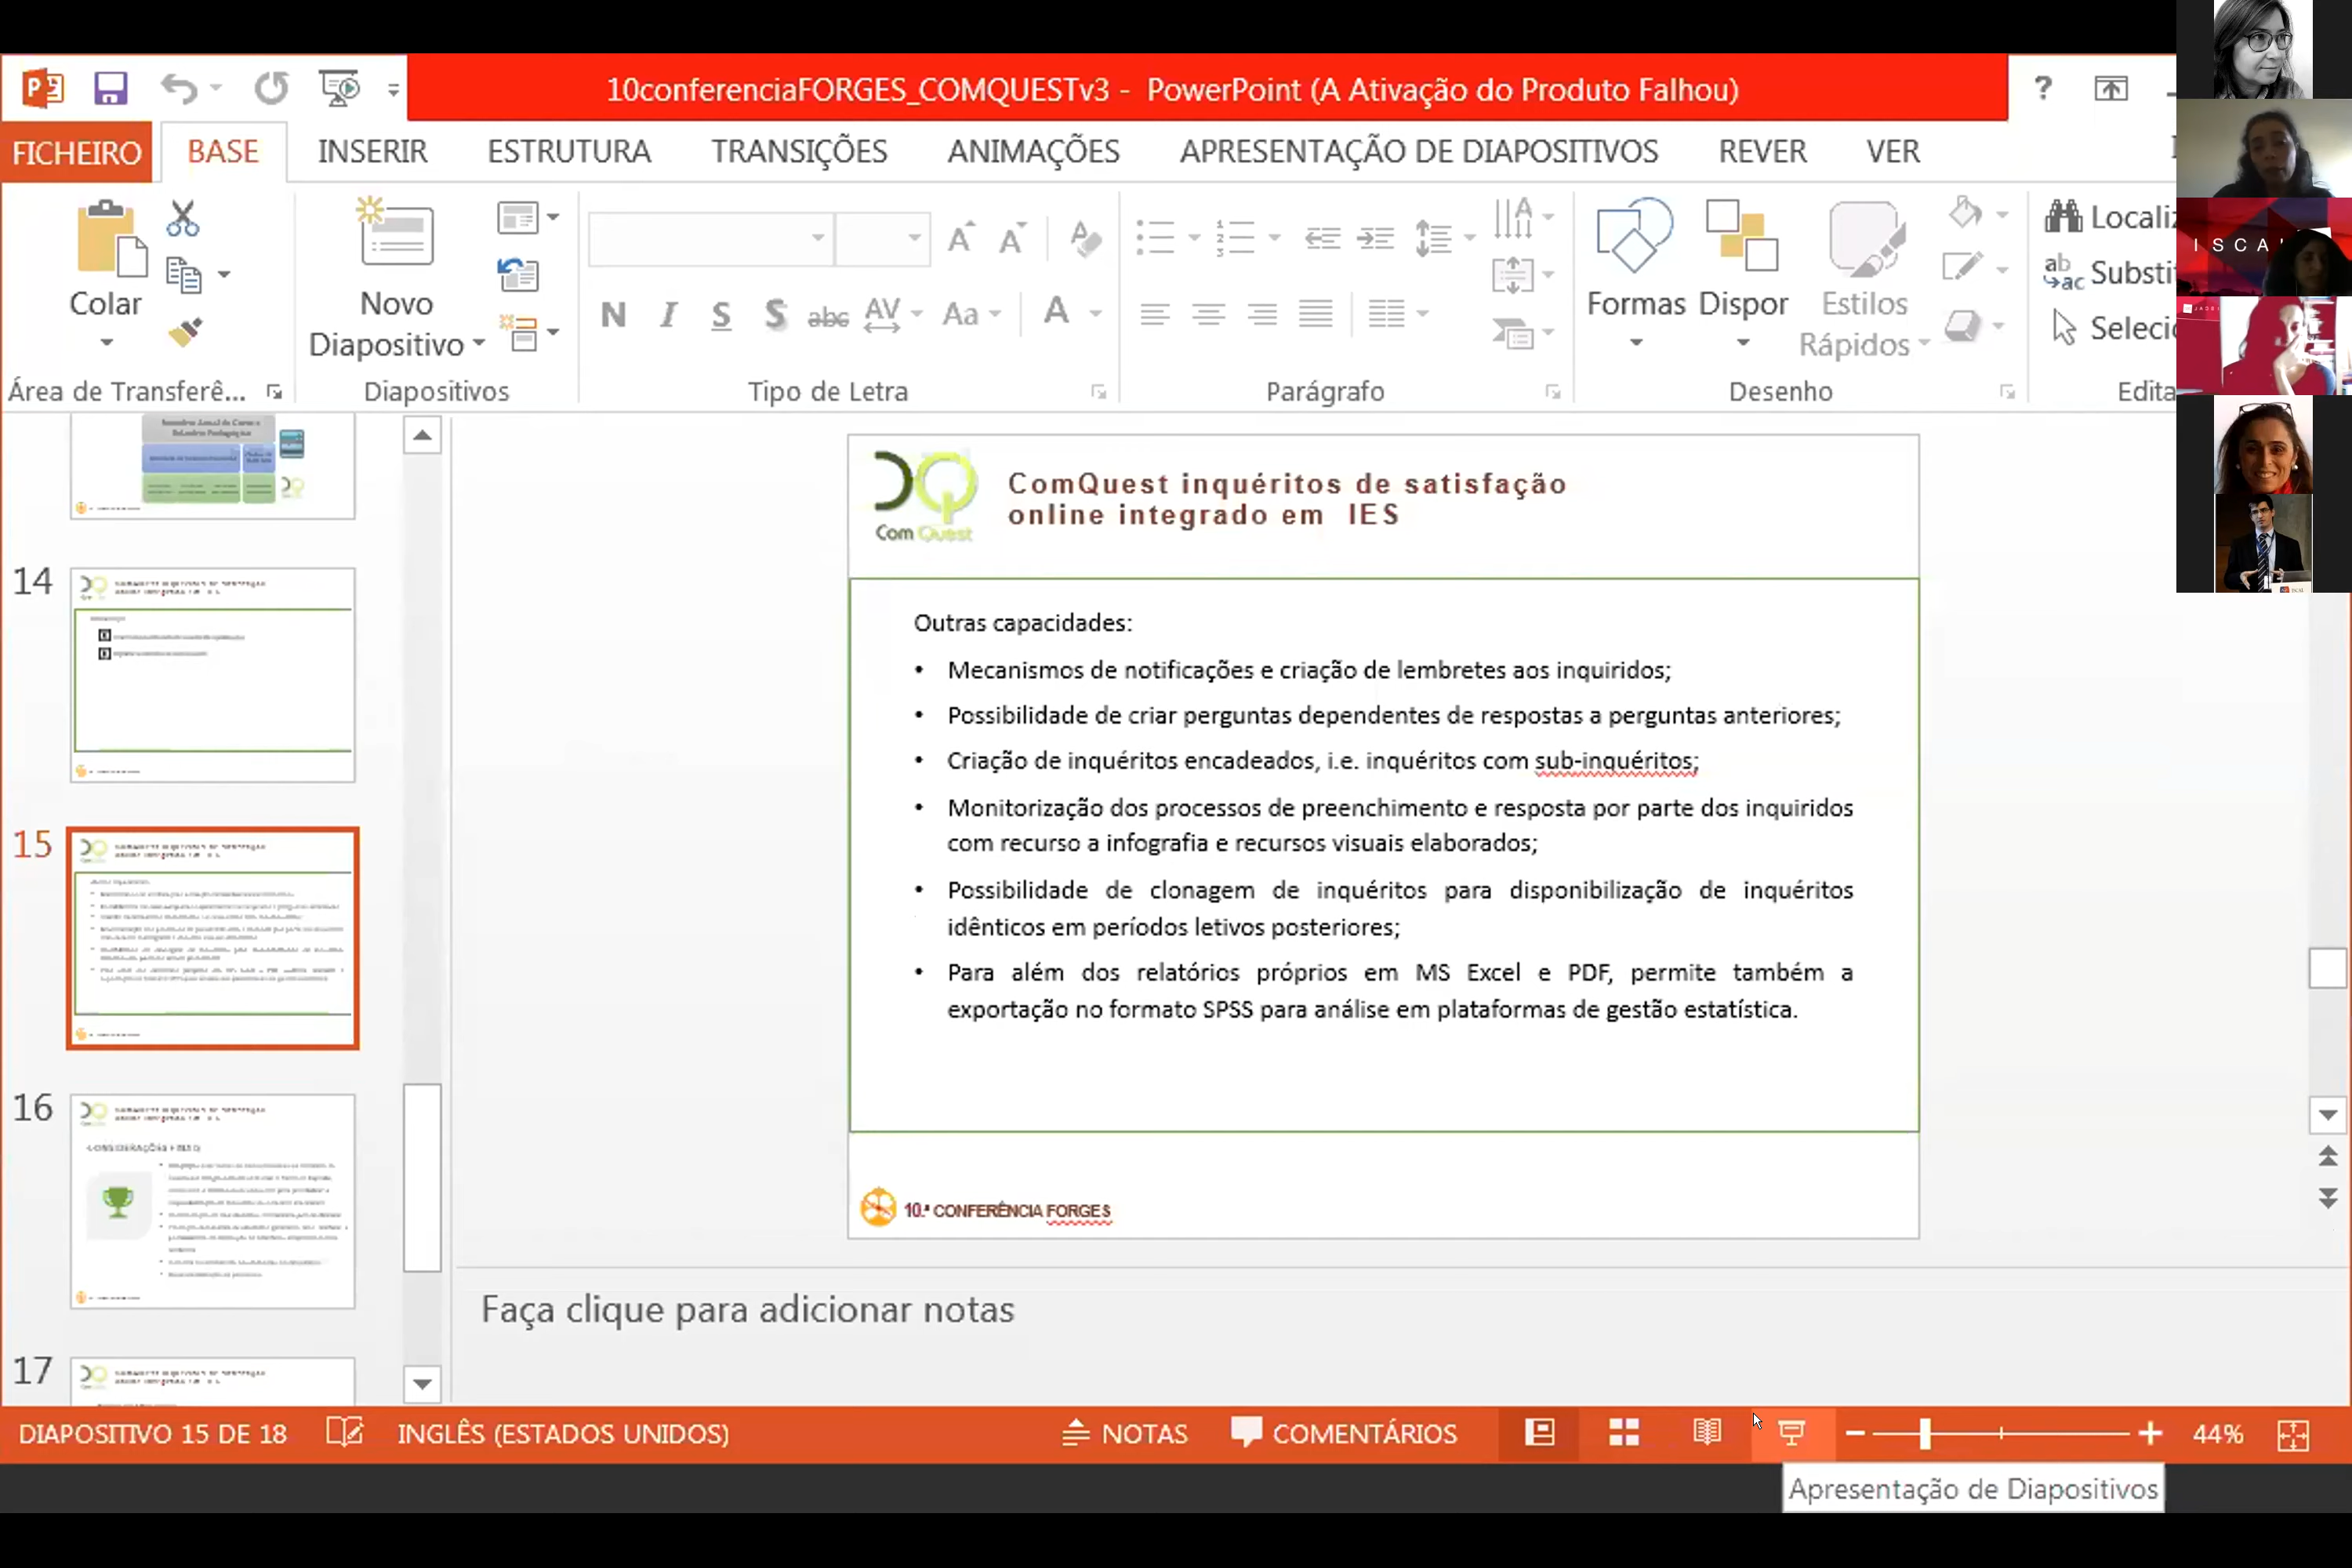 10conferenciaFORGES_COMQUESTv3 - PowerPoint (A Ativação do Produto Falhou)
?
FICHEIRO BASE INSERIR ESTRUTURA TRANSIÇÕES ANIMAÇÕES APRESENTAÇÃO DE DIAPOSITIVOS REVER VER
Colar
Novo
Diapositivo
N I S S abc AV Aa A
Formas Dispor Estilos
Rápidos
Localiz
Substi
Selecio
Área de Transferê... Diapositivos Tipo de Letra Parágrafo Desenho Edita
I S C A
14
15
16
17
Com Quest
ComQuest inquéritos de satisfação
online integrado em IES
Outras capacidades:
• Mecanismos de notificações e criação de lembretes aos inquiridos;
• Possibilidade de criar perguntas dependentes de respostas a perguntas anteriores;
• Criação de inquéritos encadeados, i.e. inquéritos com sub-inquéritos;
• Monitorização dos processos de preenchimento e resposta por parte dos inquiridos
com recurso a infografia e recursos visuais elaborados;
• Possibilidade de clonagem de inquéritos para disponibilização de inquéritos
idênticos em períodos letivos posteriores;
• Para além dos relatórios próprios em MS Excel e PDF, permite também a
exportação no formato SPSS para análise em plataformas de gestão estatística.
10.ª CONFERÊNCIA FORGES
Faça clique para adicionar notas
DIAPOSITIVO 15 DE 18 INGLÊS (ESTADOS UNIDOS) NOTAS COMENTÁRIOS 44%
Apresentação de Diapositivos